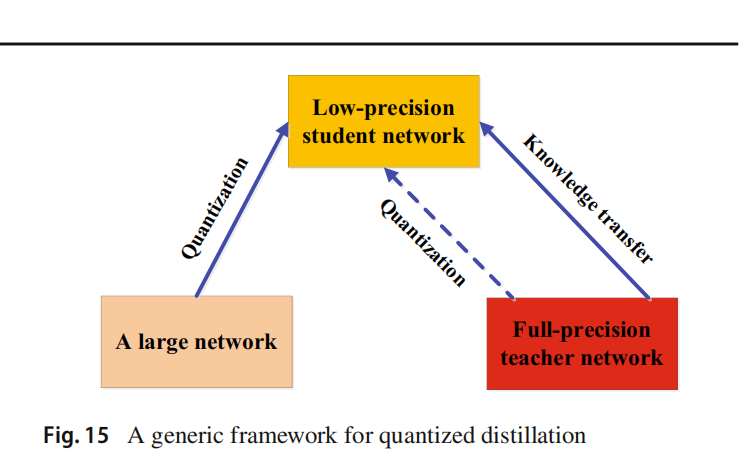 Low-precision
student network
Quantization
Quantization
Knowledge transfer
A large network
Full-precision
teacher network
Fig. 15 A generic framework for quantized distillation